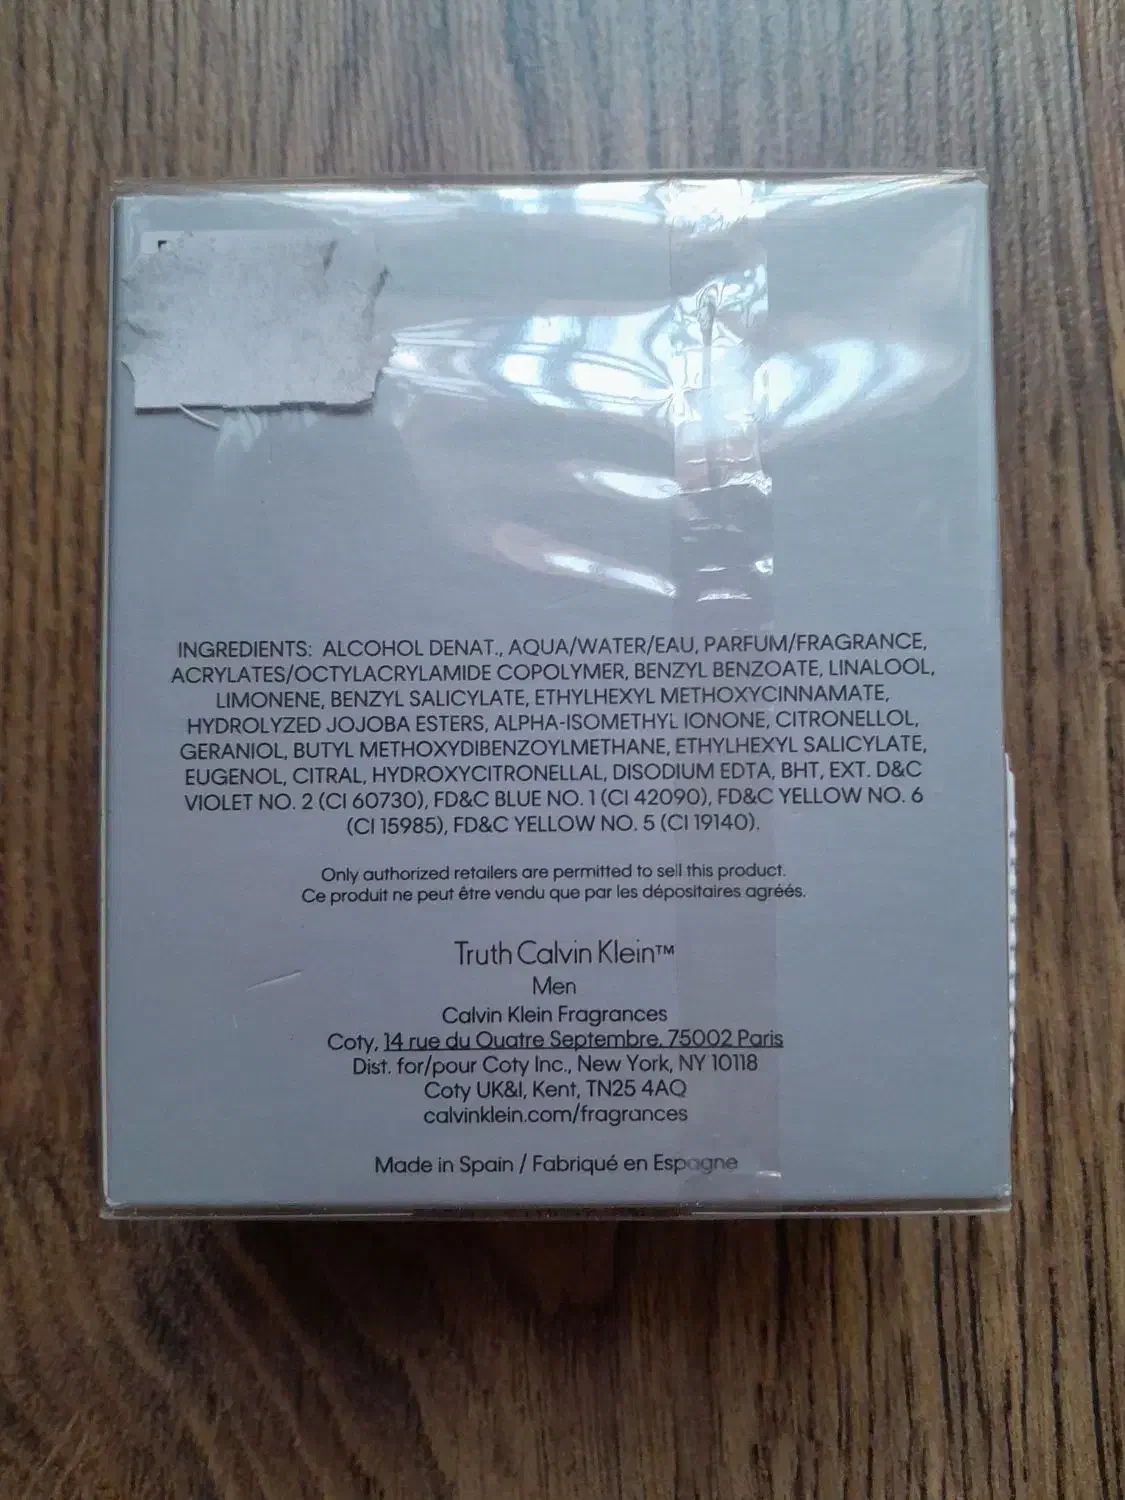 INGREDIENTS: ALCOHOL DENAT., AQUA/WATER/EAU, PARFUM/FRAGRANCE,
ACRYLATES/OCTYLACRYLAMIDE COPOLYMER, BENZYL BENZOATE, LINALOOL,
LIMONENE, BENZYL SALICYLATE, ETHYLHEXYL METHOXYCINNAMATE,
HYDROLYZED JOJOBA ESTERS, ALPHA-ISOMETHYL IONONE, CITRONELLOL,
GERANIOL, BUTYL METHOXYDIBENZOYLMETHANE, ETHYLHEXYL SALICYLATE,
EUGENOL, CITRAL, HYDROXYCITRONELLAL, DISODIUM EDTA, BHT, EXT. D&C
VIOLET NO. 2 (CI 60730), FD&C BLUE NO. 1 (CI 42090), FD&C YELLOW NO. 6
(CI 15985), FD&C YELLOW NO. 5 (CI 19140).
Only authorized retailers are permitted to sell this product.
Ce produit ne peut être vendu que par les dépositaires agréés.
Truth Calvin Klein™
Men
Calvin Klein Fragrances
Coty, 14 rue du Quatre Septembre, 75002 Paris
Dist. for/pour Coty Inc., New York, NY 10118
Coty UK&I, Kent, TN25 4AQ
calvinklein.com/fragrances
Made in Spain / Fabriqué en Espagne